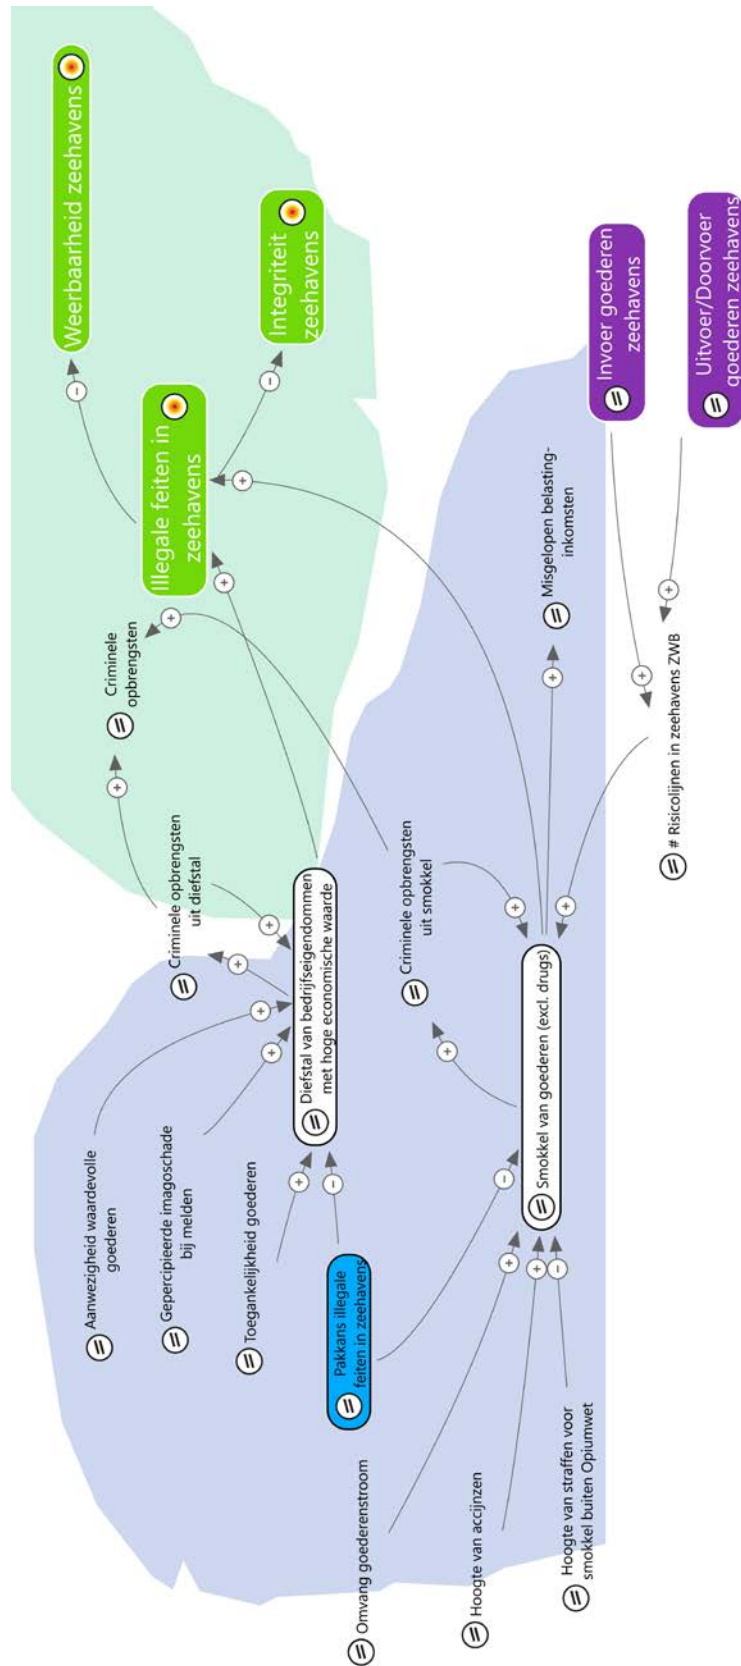 Weerbaarheid zeehavens
Integriteit
zeehavens
Illegale feiten in
zeehavens
Criminele
opbrengsten
Criminele opbrengsten
uit diefstal
Aanwezigheid waardevolle
goederen
Gepercipieerde imagoschade
bij melden
Toegankelijkheid goederen
Diefstal van bedrijfseigendommen
met hoge economische waarde
Pakkans illegale
feiten in zeehavens
Criminele opbrengsten
uit smokkel
Misgelopen belasting-
inkomsten
Invoer goederen
zeehavens
Uitvoer/Doorvoer
goederen zeehavens
# Risicolijnen in zeehavens ZWB
Smokkel van goederen (excl. drugs)
Omvang goederenstroom
Hoogte van accijnzen
Hoogte van straffen voor
smokkel buiten Opiumwet